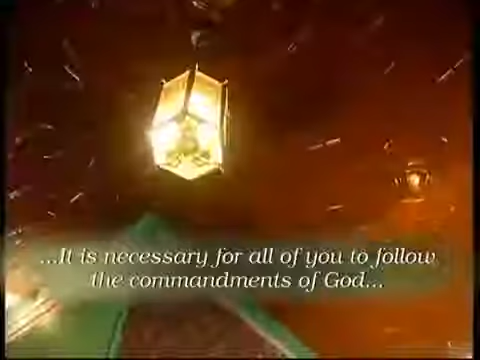 ...It is necessary for all of you to follow
the commandments of God...